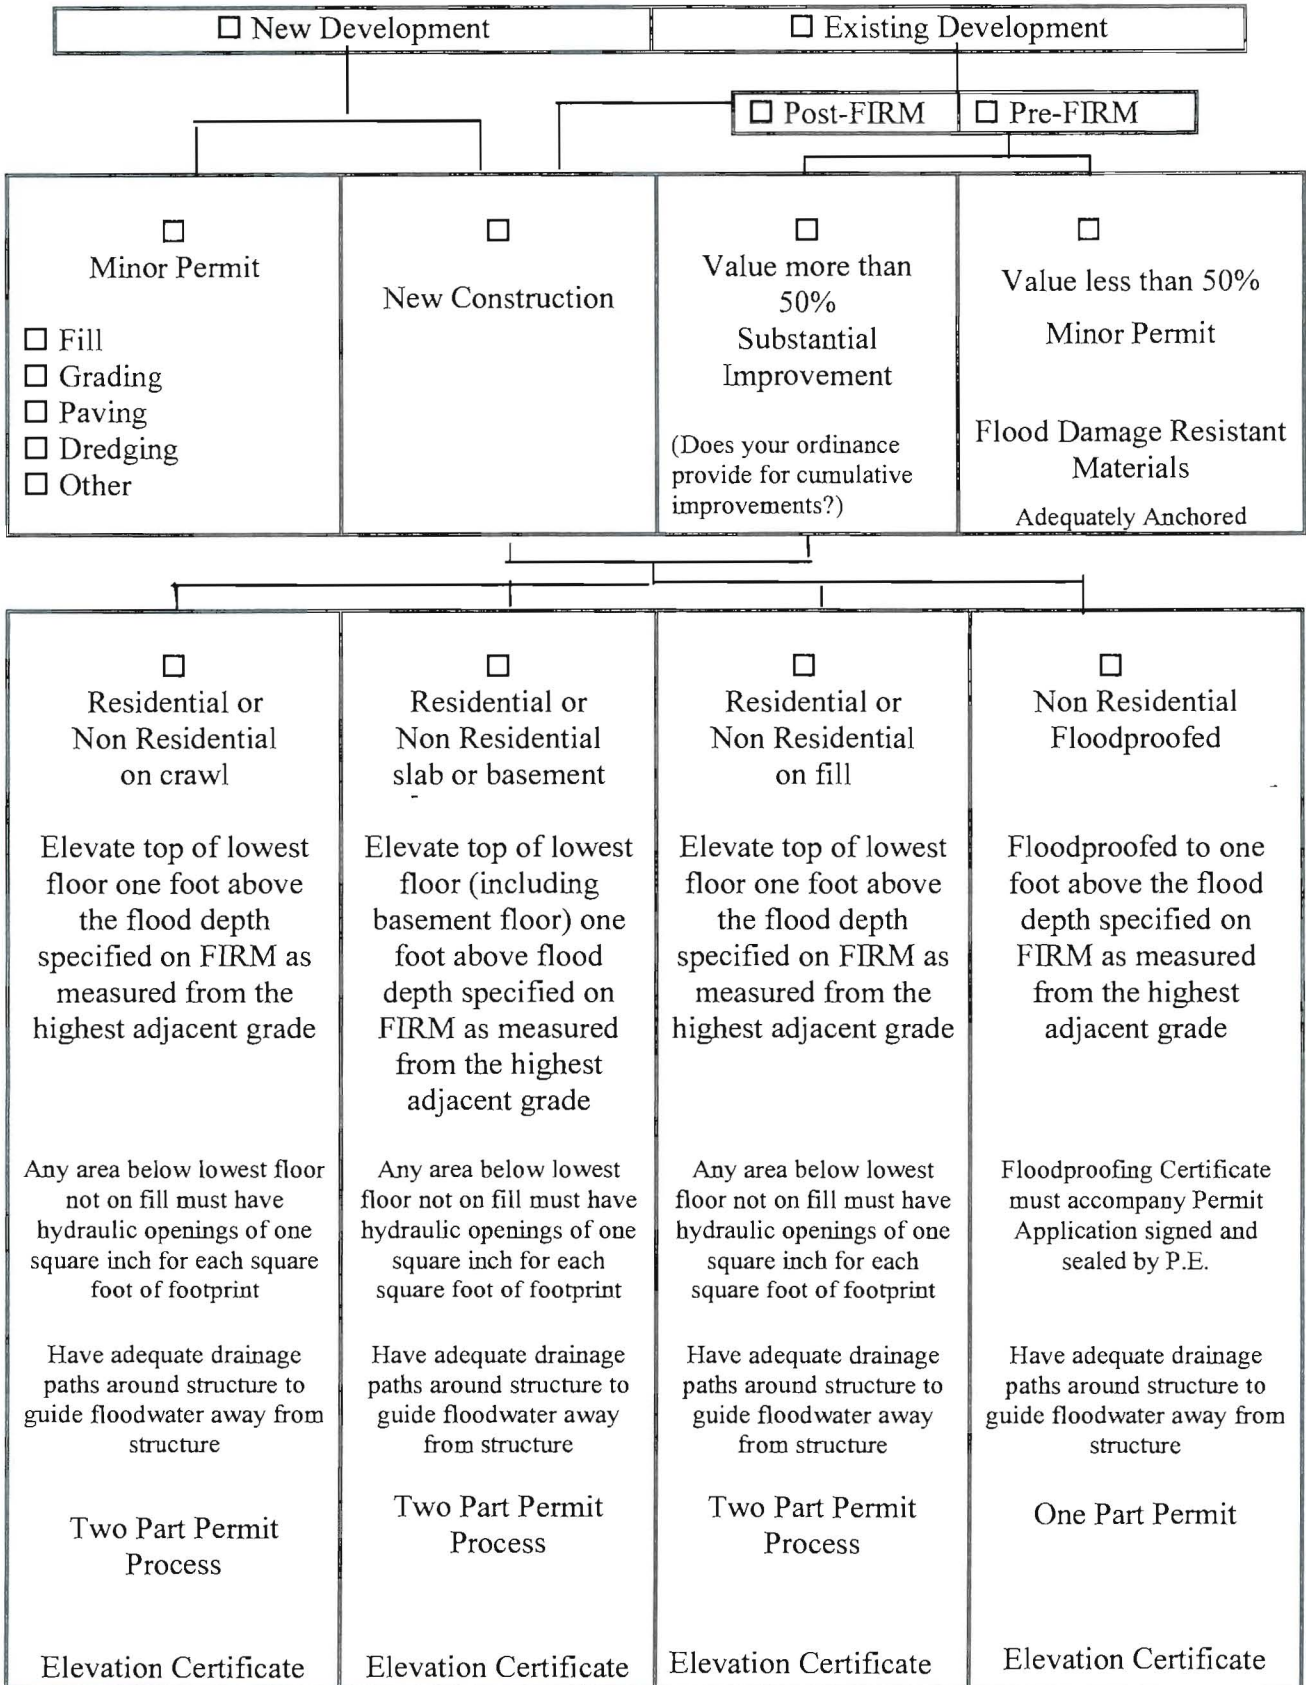 ☐ New Development
☐ Existing Development
☐ Post-FIRM
☐ Pre-FIRM
☐
Minor Permit
☐ Fill
☐ Grading
☐ Paving
☐ Dredging
☐ Other
☐
New Construction
☐
Value more than
50%
Substantial
Improvement
(Does your ordinance
provide for cumulative
improvements?)
☐
Value less than 50%
Minor Permit
Flood Damage Resistant
Materials
Adequately Anchored
☐
Residential or
Non Residential
on crawl
Elevate top of lowest
floor one foot above
the flood depth
specified on FIRM as
measured from the
highest adjacent grade
Any area below lowest floor
not on fill must have
hydraulic openings of one
square inch for each square
foot of footprint
Have adequate drainage
paths around structure to
guide floodwater away from
structure
Two Part Permit
Process
Elevation Certificate
☐
Residential or
Non Residential
slab or basement
Elevate top of lowest
floor (including
basement floor) one
foot above flood
depth specified on
FIRM as measured
from the highest
adjacent grade
Any area below lowest
floor not on fill must have
hydraulic openings of one
square inch for each
square foot of footprint
Have adequate drainage
paths around structure to
guide floodwater away
from structure
Two Part Permit
Process
Elevation Certificate
☐
Residential or
Non Residential
on fill
Elevate top of lowest
floor one foot above
the flood depth
specified on FIRM as
measured from the
highest adjacent grade
Any area below lowest
floor not on fill must have
hydraulic openings of one
square inch for each
square foot of footprint
Have adequate drainage
paths around structure to
guide floodwater away
from structure
Two Part Permit
Process
Elevation Certificate
☐
Non Residential
Floodproofed
Floodproofed to one
foot above the flood
depth specified on
FIRM as measured
from the highest
adjacent grade
Floodproofing Certificate
must accompany Permit
Application signed and
sealed by P.E.
Have adequate drainage
paths around structure to
guide floodwater away from
structure
One Part Permit
Elevation Certificate